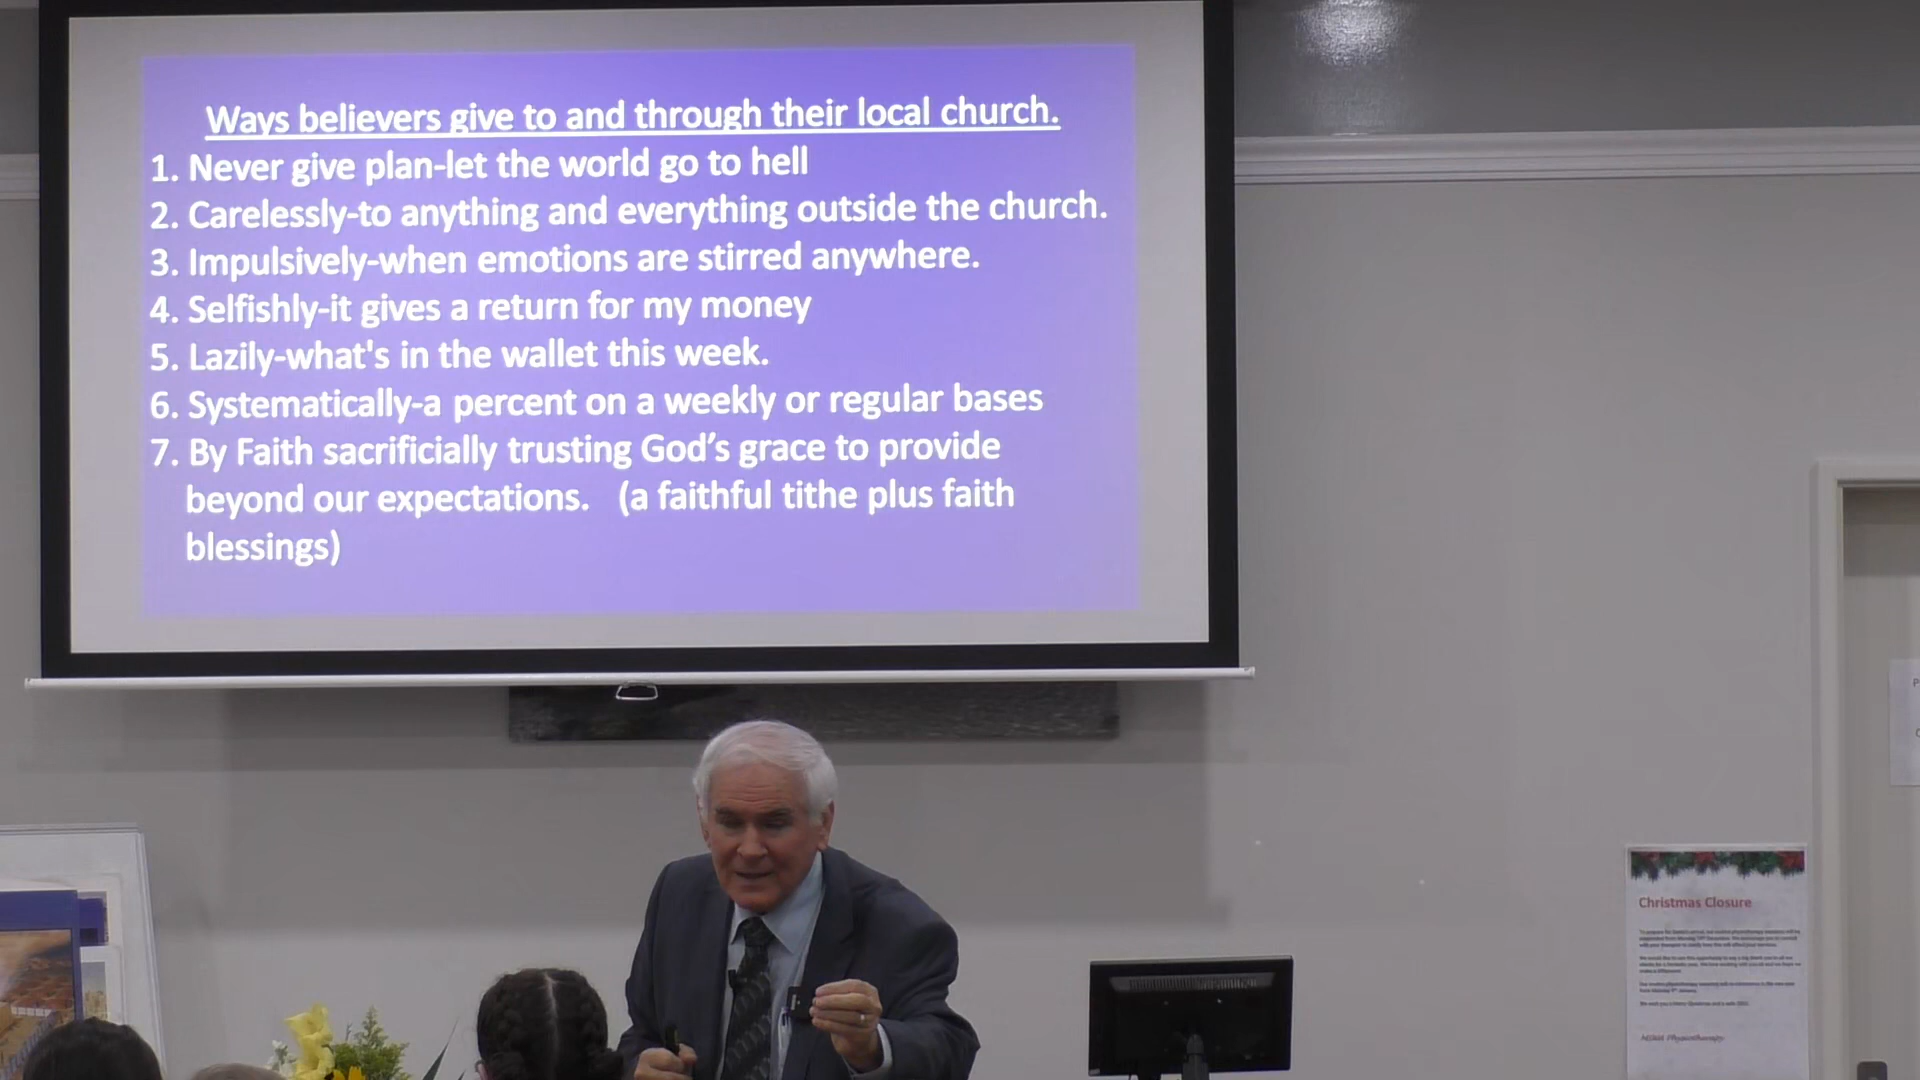 Ways believers give to and through their local church.
1. Never give plan-let the world go to hell
2. Carelessly-to anything and everything outside the church.
3. Impulsively-when emotions are stirred anywhere.
4. Selfishly-it gives a return for my money
5. Lazily-what's in the wallet this week.
6. Systematically-a percent on a weekly or regular bases
7. By Faith sacrificially trusting God’s grace to provide
beyond our expectations. (a faithful tithe plus faith
blessings)
Christmas Closure